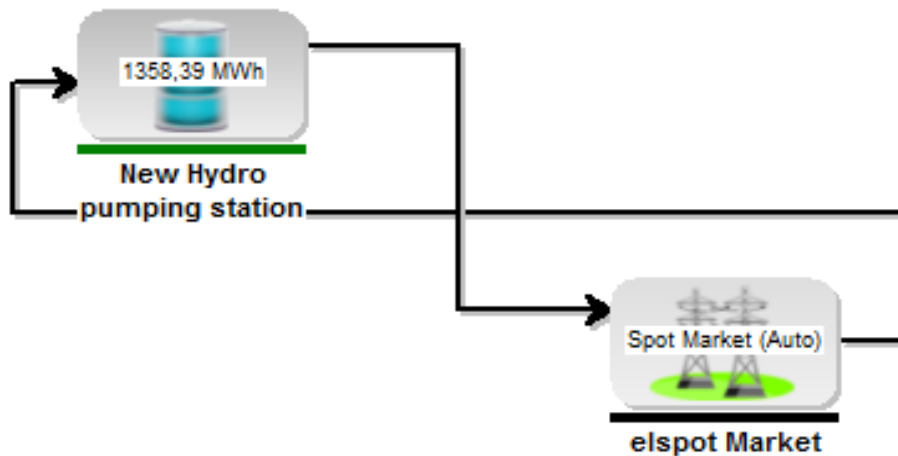 1358,39 MWh
New Hydro
pumping station
Spot Market (Auto)
elspot Market